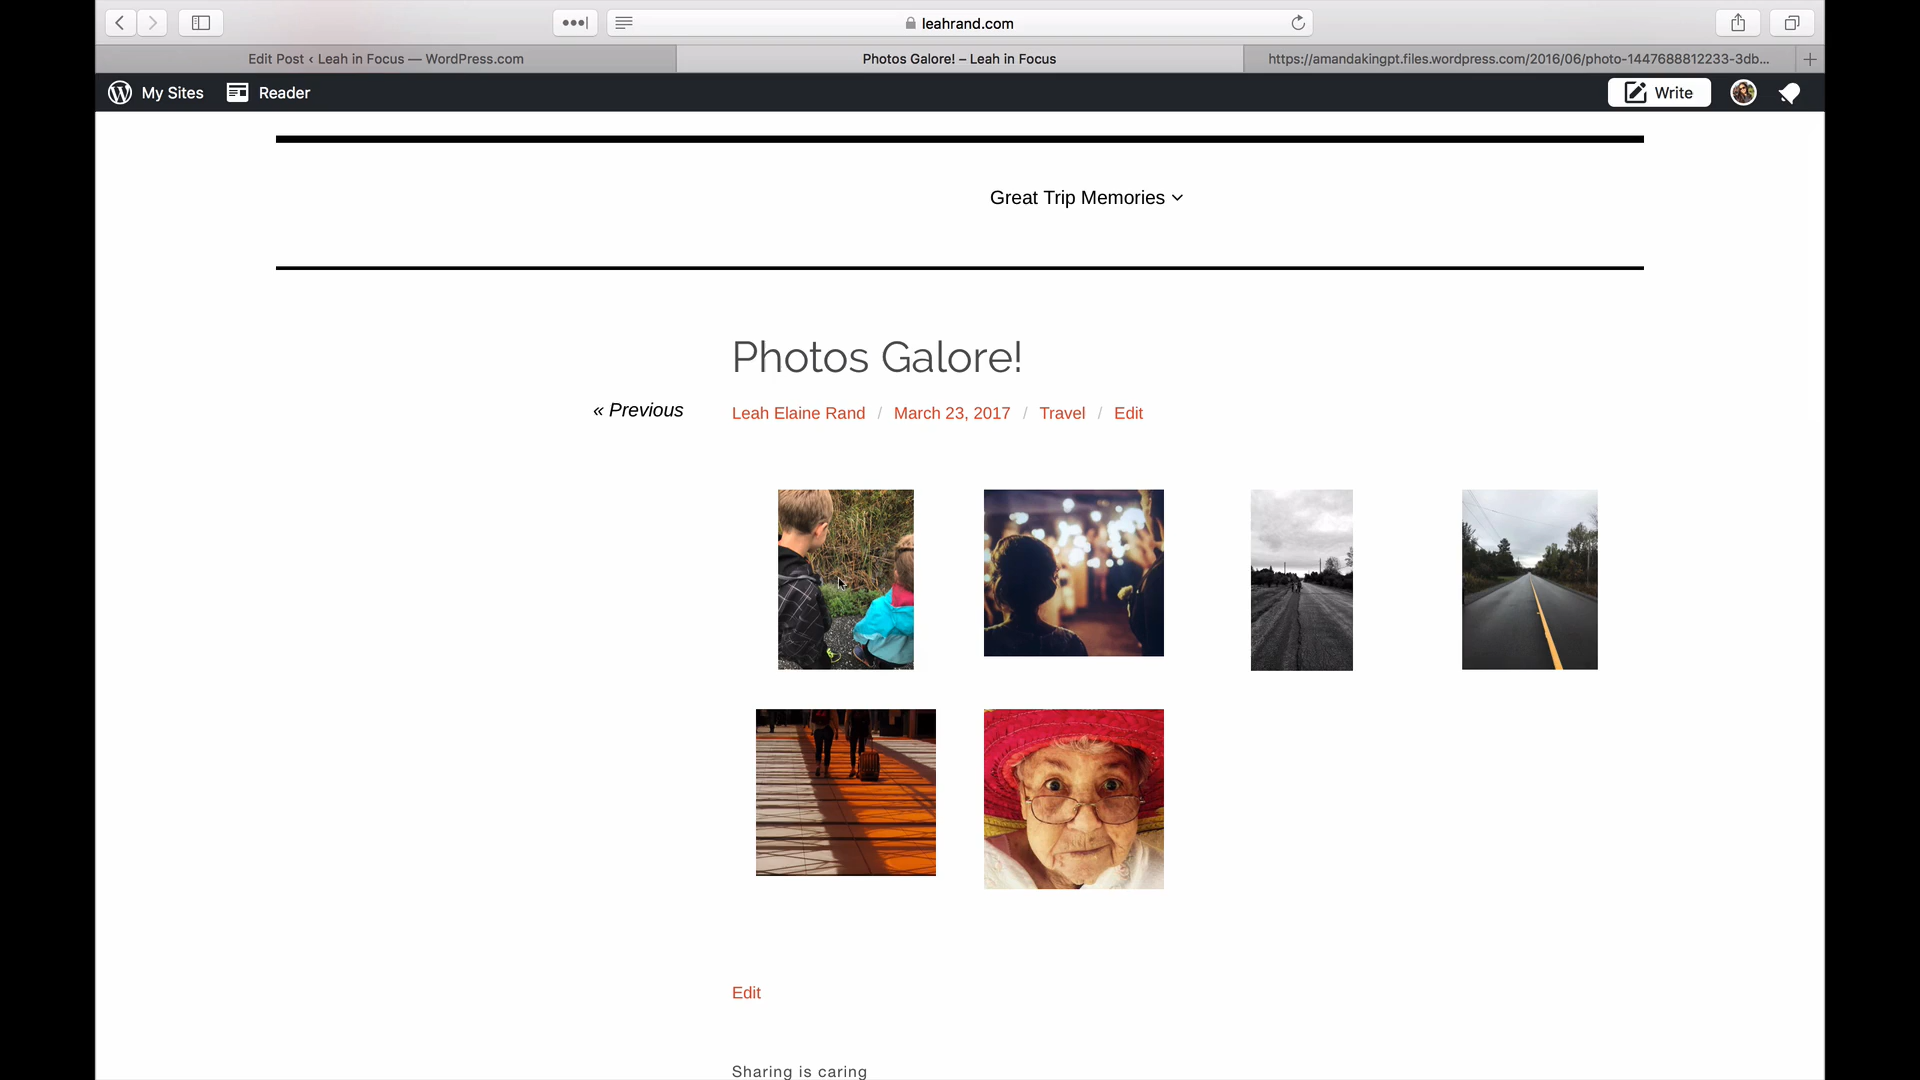 leahrand.com
Edit Post ‹ Leah in Focus — WordPress.com
Photos Galore! – Leah in Focus
https://amandakingpt.files.wordpress.com/2016/06/photo-1447688812233-3db...
My Sites
Reader
Write
Great Trip Memories
Photos Galore!
« Previous
Leah Elaine Rand / March 23, 2017 / Travel / Edit
Edit
Sharing is caring